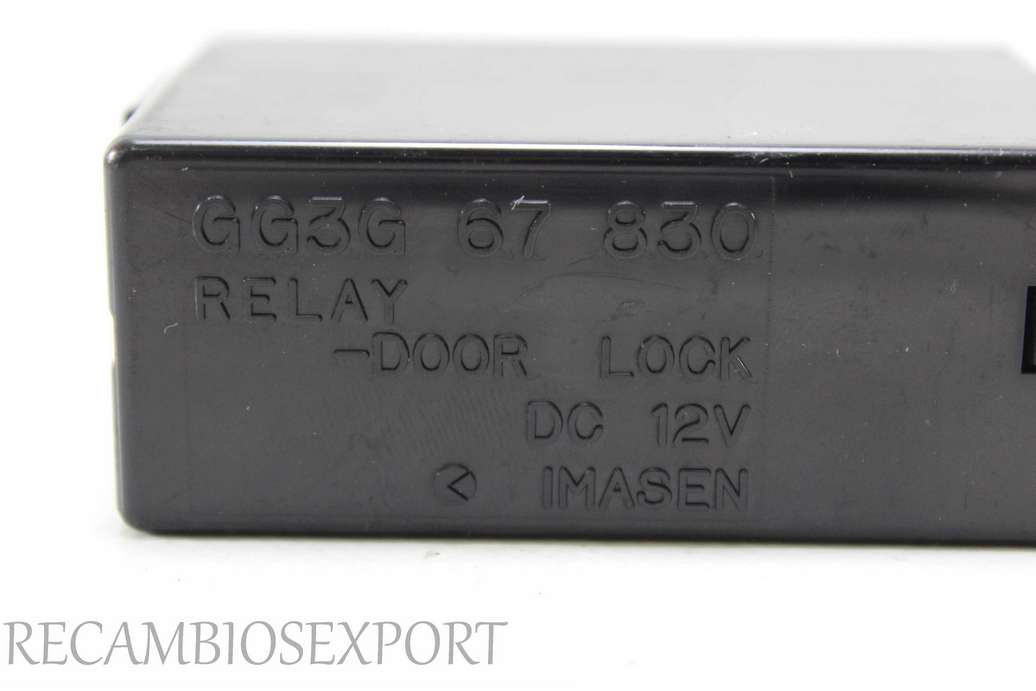 GG3G 67 830
RELAY
-DOOR LOCK
DC 12V
IMASEN
RECAMBIOSEXPORT